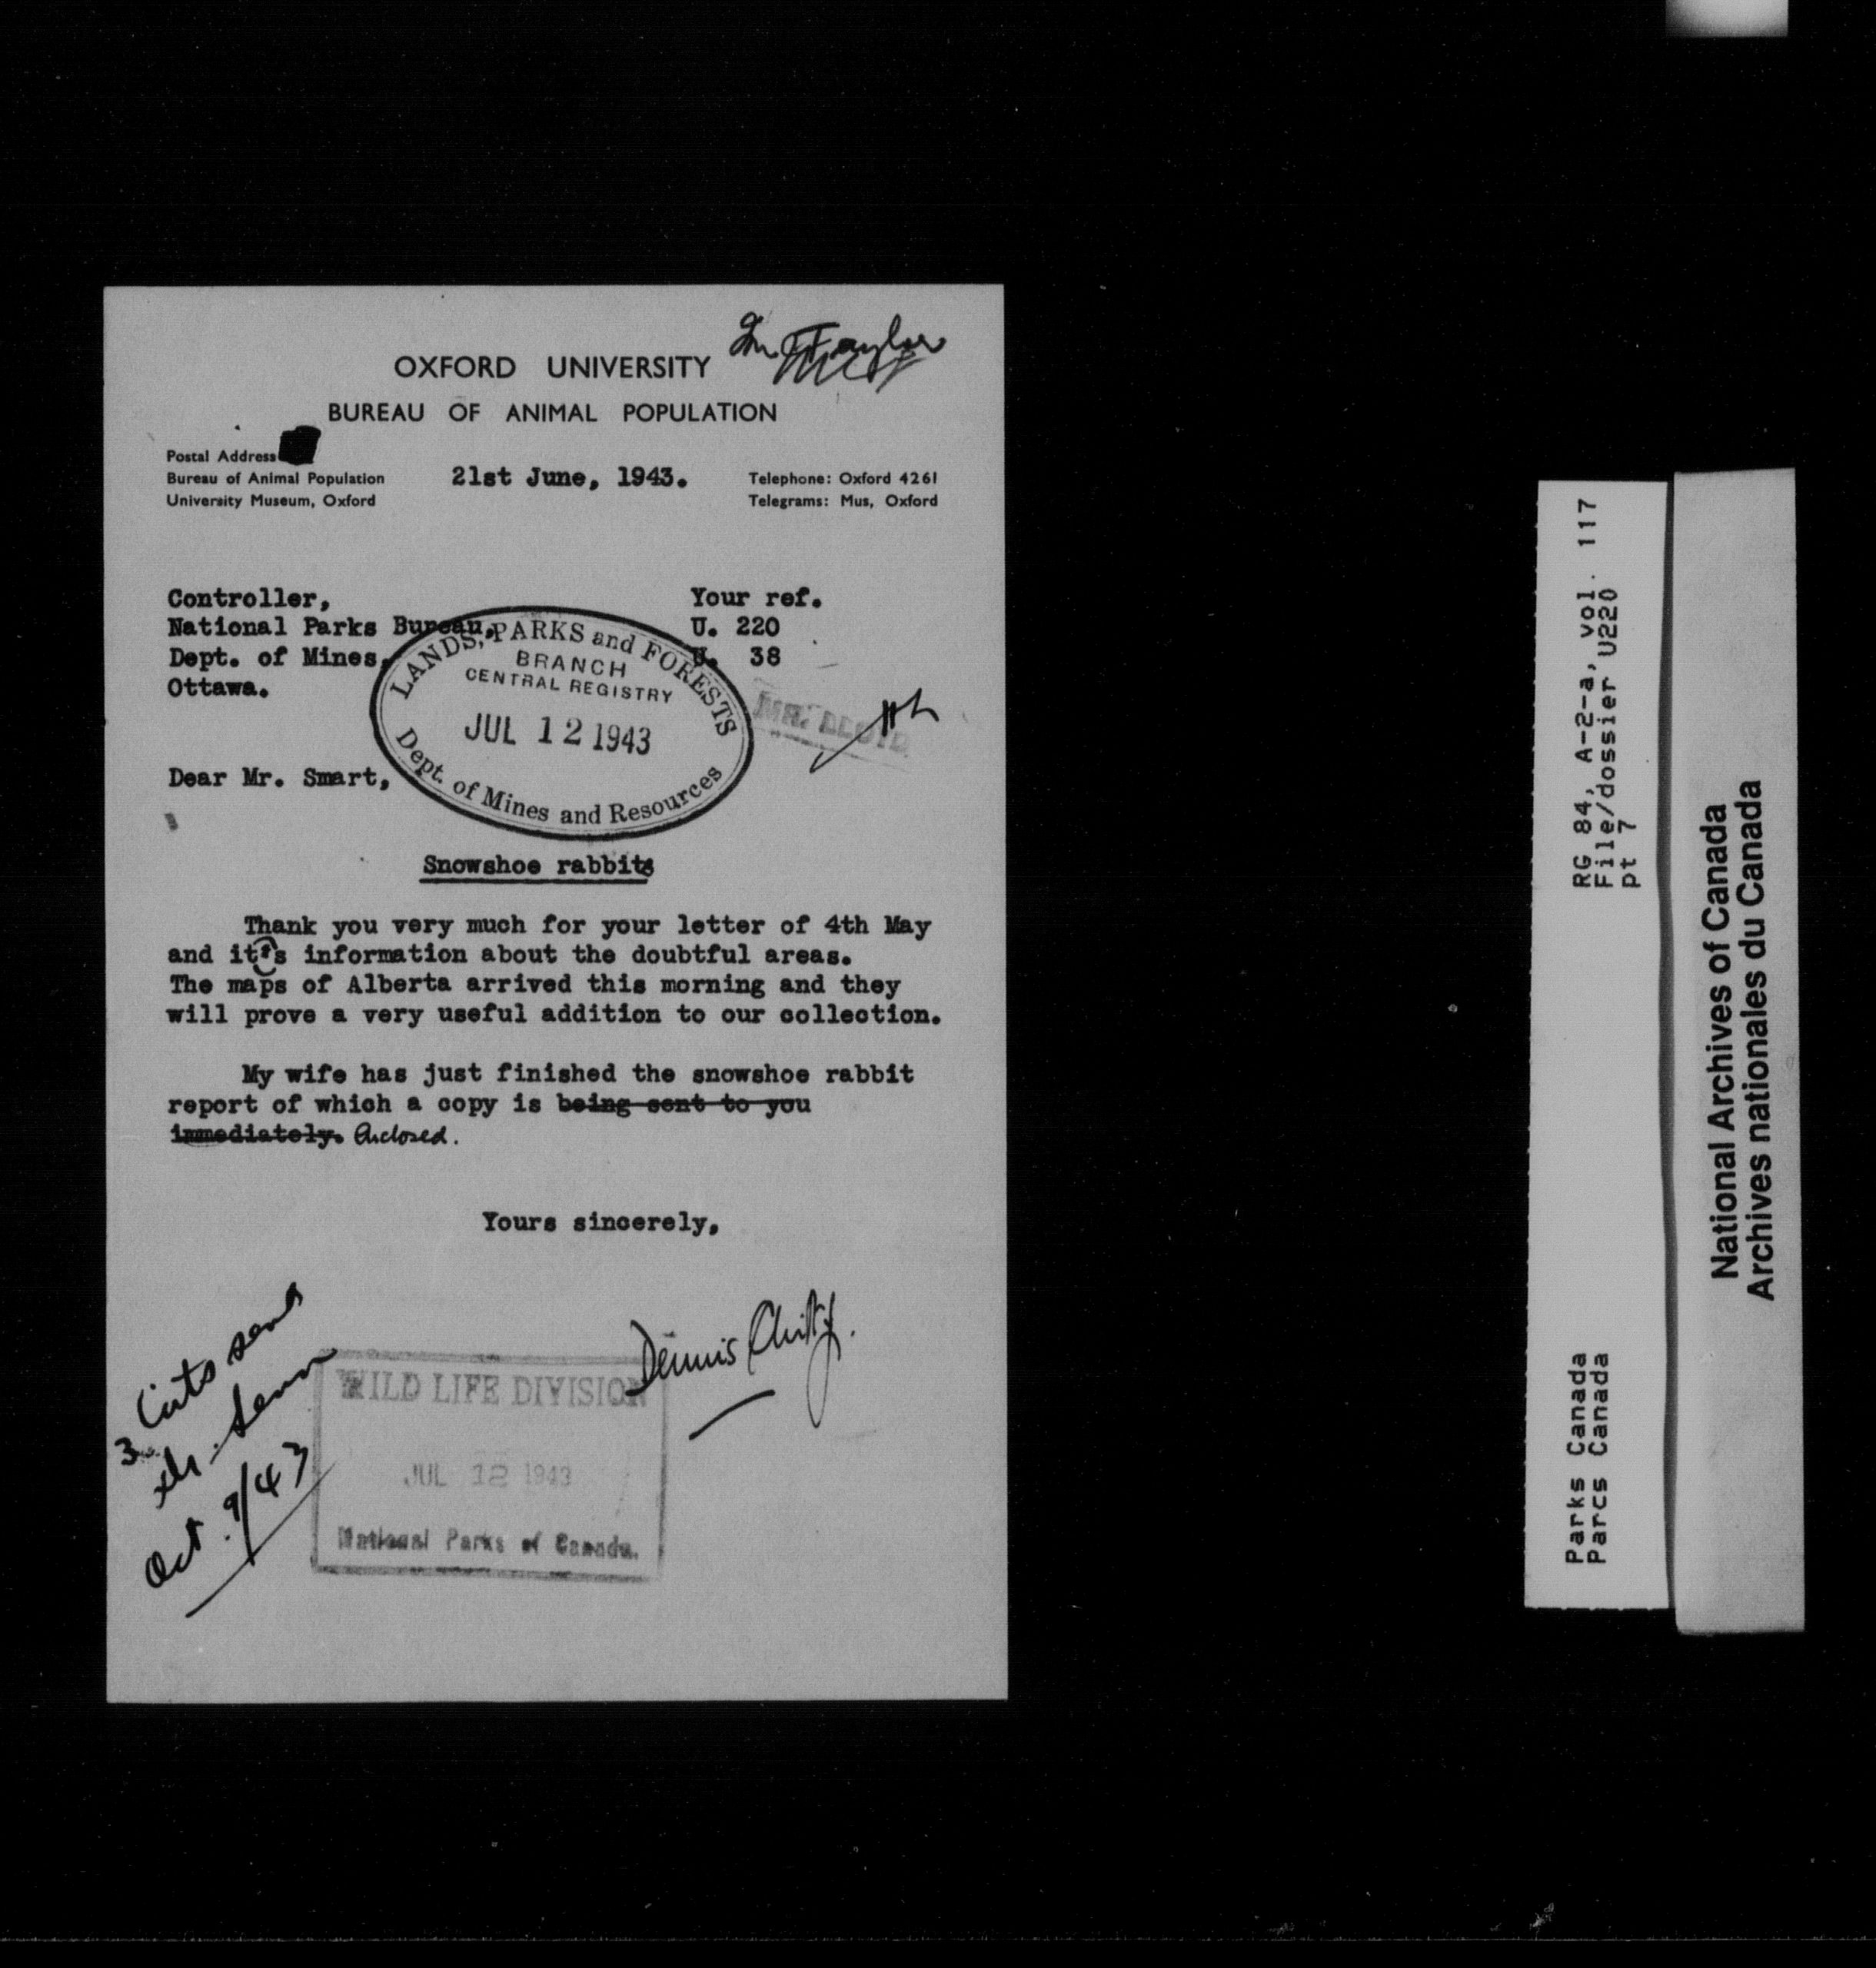 OXFORD UNIVERSITY
BUREAU OF ANIMAL POPULATION
Postal Address
Bureau of Animal Population
University Museum, Oxford
21st June, 1943.
Telephone: Oxford 4261
Telegrams: Mus, Oxford
Controller,
National Parks Bureau,
Dept. of Mines,
Ottawa.
Your ref.
U. 220
U. 38
LANDS, PARKS and FORESTS
BRANCH
CENTRAL REGISTRY
JUL 12 1943
Dept. of Mines and Resources
MR. LLOYD
Dear Mr. Smart,
Snowshoe rabbits
Thank you very much for your letter of 4th May
and it's information about the doubtful areas.
The maps of Alberta arrived this morning and they
will prove a very useful addition to our collection.
My wife has just finished the snowshoe rabbit
report of which a copy is being sent to you
immediately. Enclosed.
Yours sincerely,
Dennis Chitty.
3 Cuts sent
Oct. 9/43
WILD LIFE DIVISION
JUL 12 1943
National Parks of Canada.
RG 84, A-2-a, vol. 117
File/dossier U220
pt 7
Parks Canada
Parcs Canada
National Archives of Canada
Archives nationales du Canada